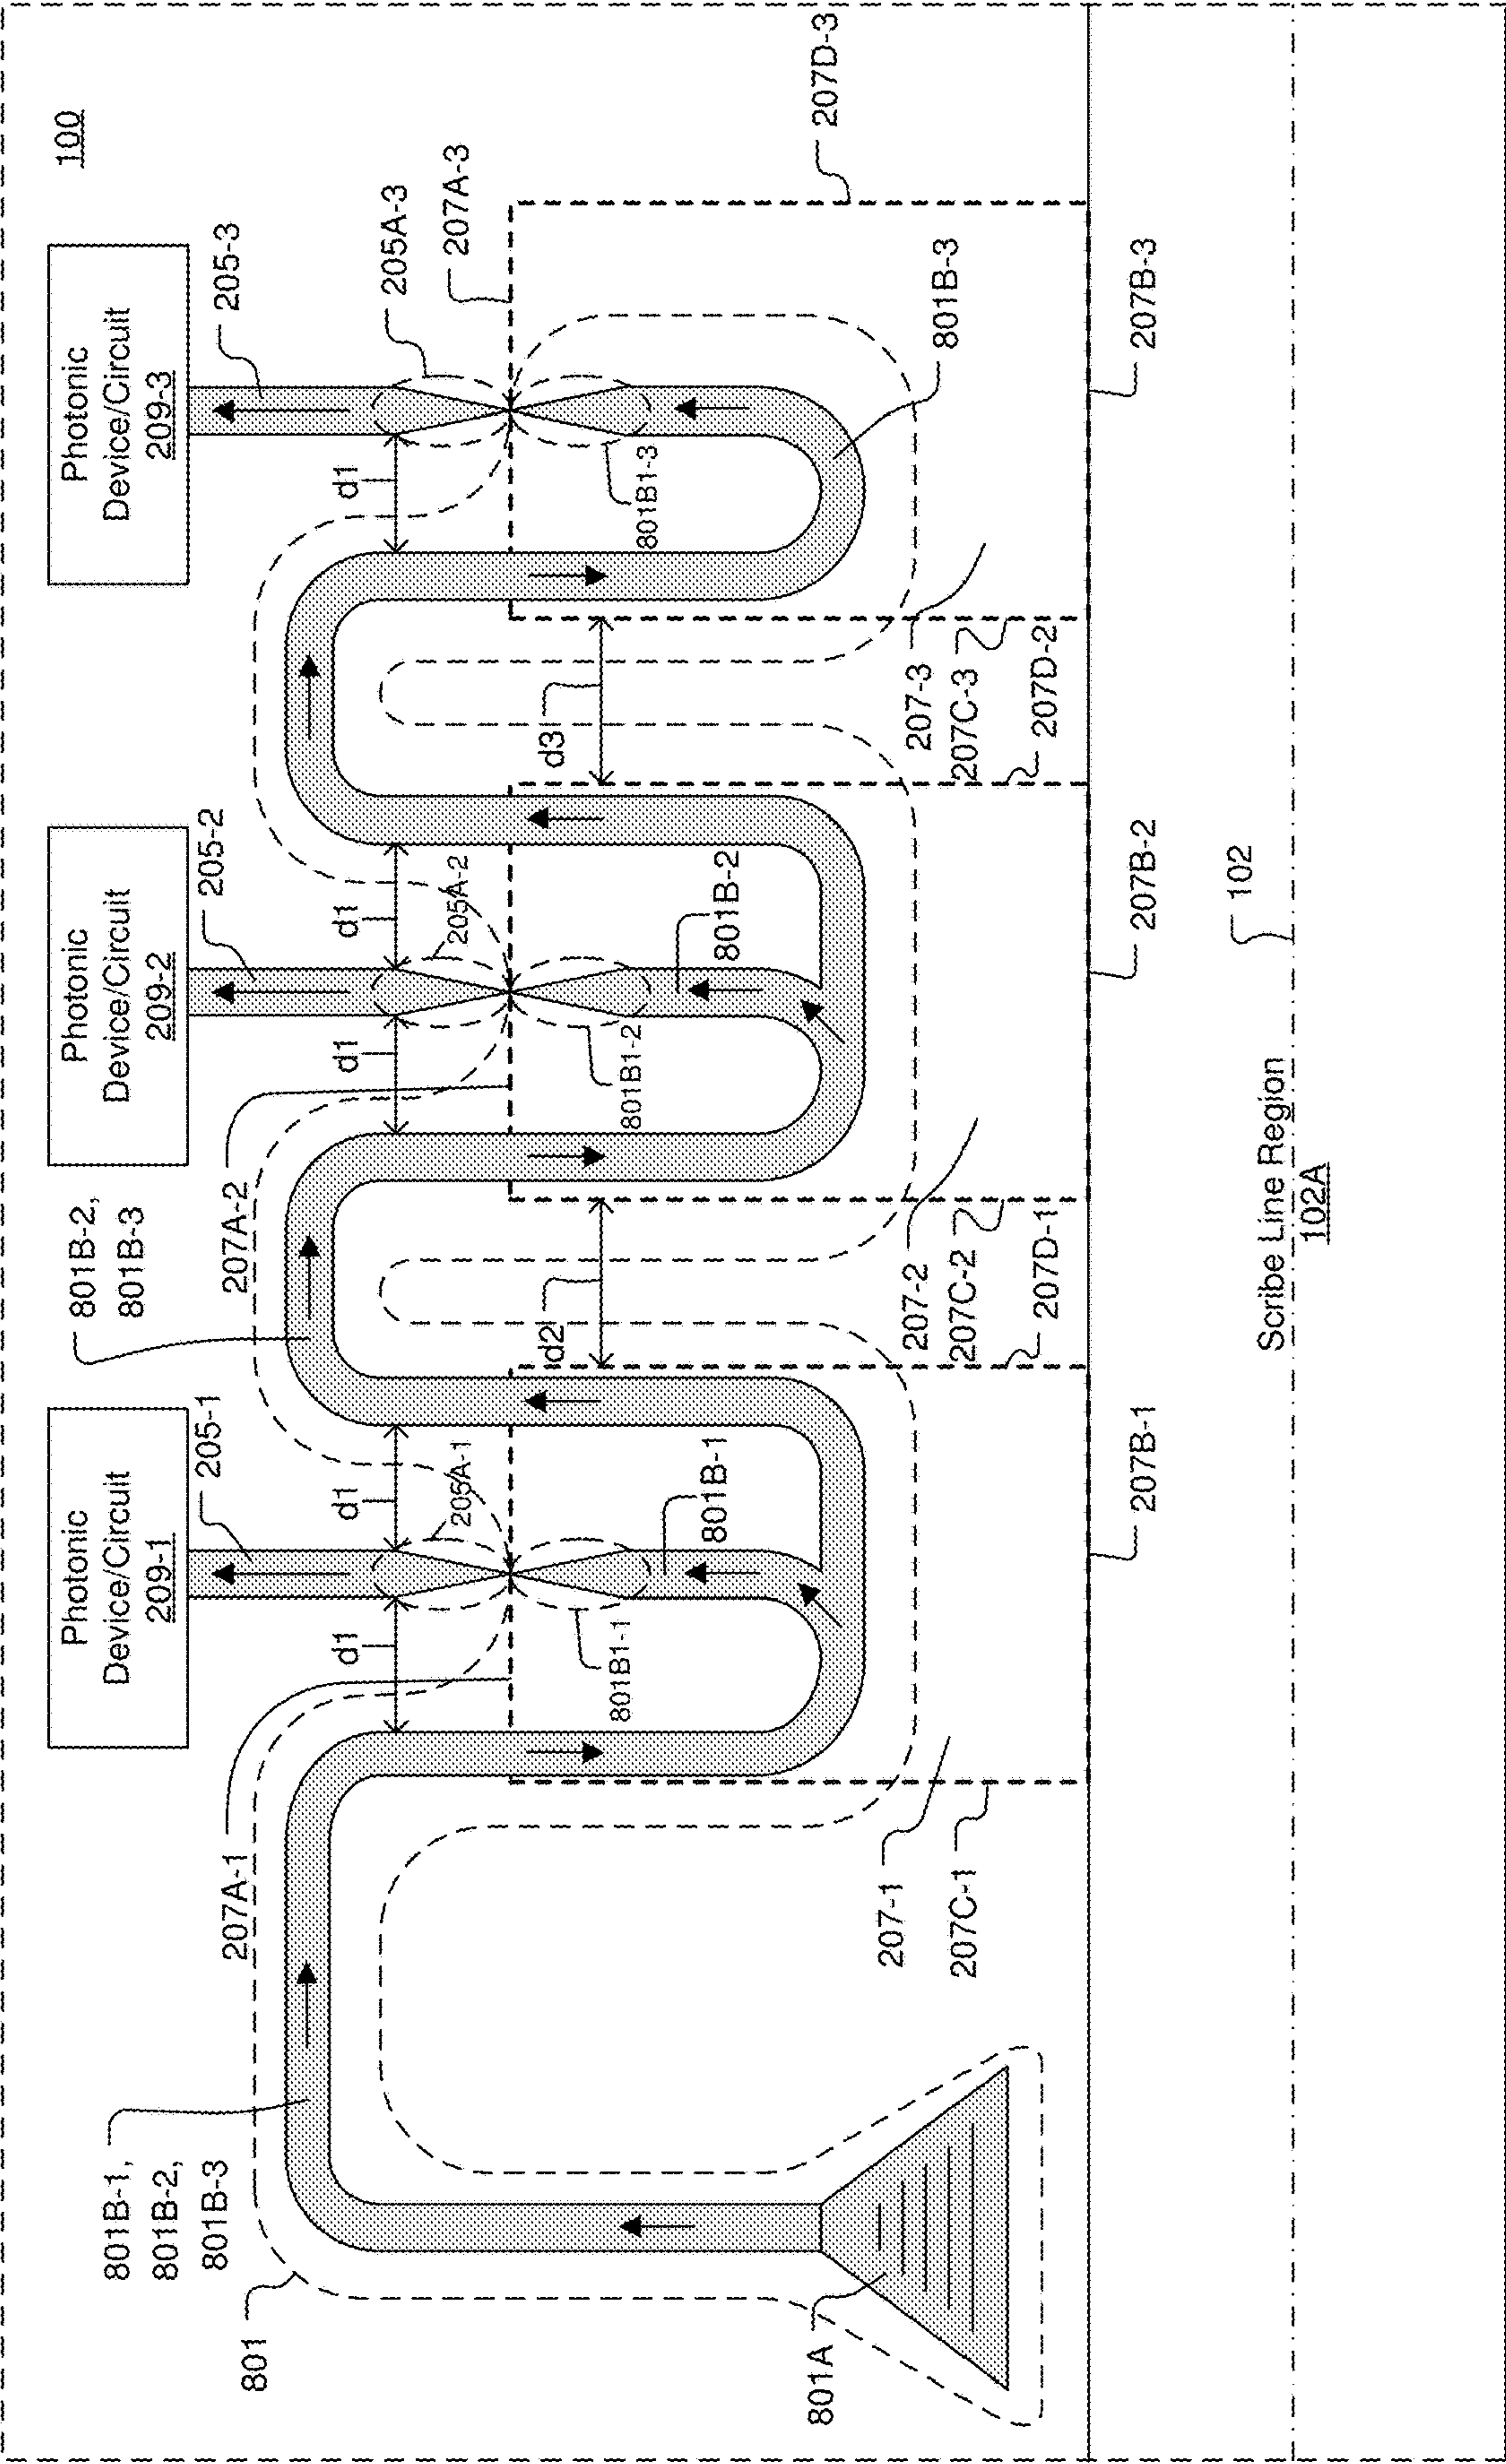 100
Photonic
Device/Circuit
209-1
Photonic
Device/Circuit
209-2
Photonic
Device/Circuit
209-3
801B-1,
801B-2,
801B-3
801B-2,
801B-3
205-1
205-2
205-3
801
207A-1
207A-2
205A-3
207A-3
d1
d1
d1
d1
d1
205A-1
205A-2
d2
d3
801B1-1
801B1-2
801B1-3
801B-1
801B-2
801B-3
207D-3
801A
207-1
207-2
207-3
207C-1
207C-2
207C-3
207D-1
207D-2
207B-1
207B-2
207B-3
102
Scribe Line Region
102A